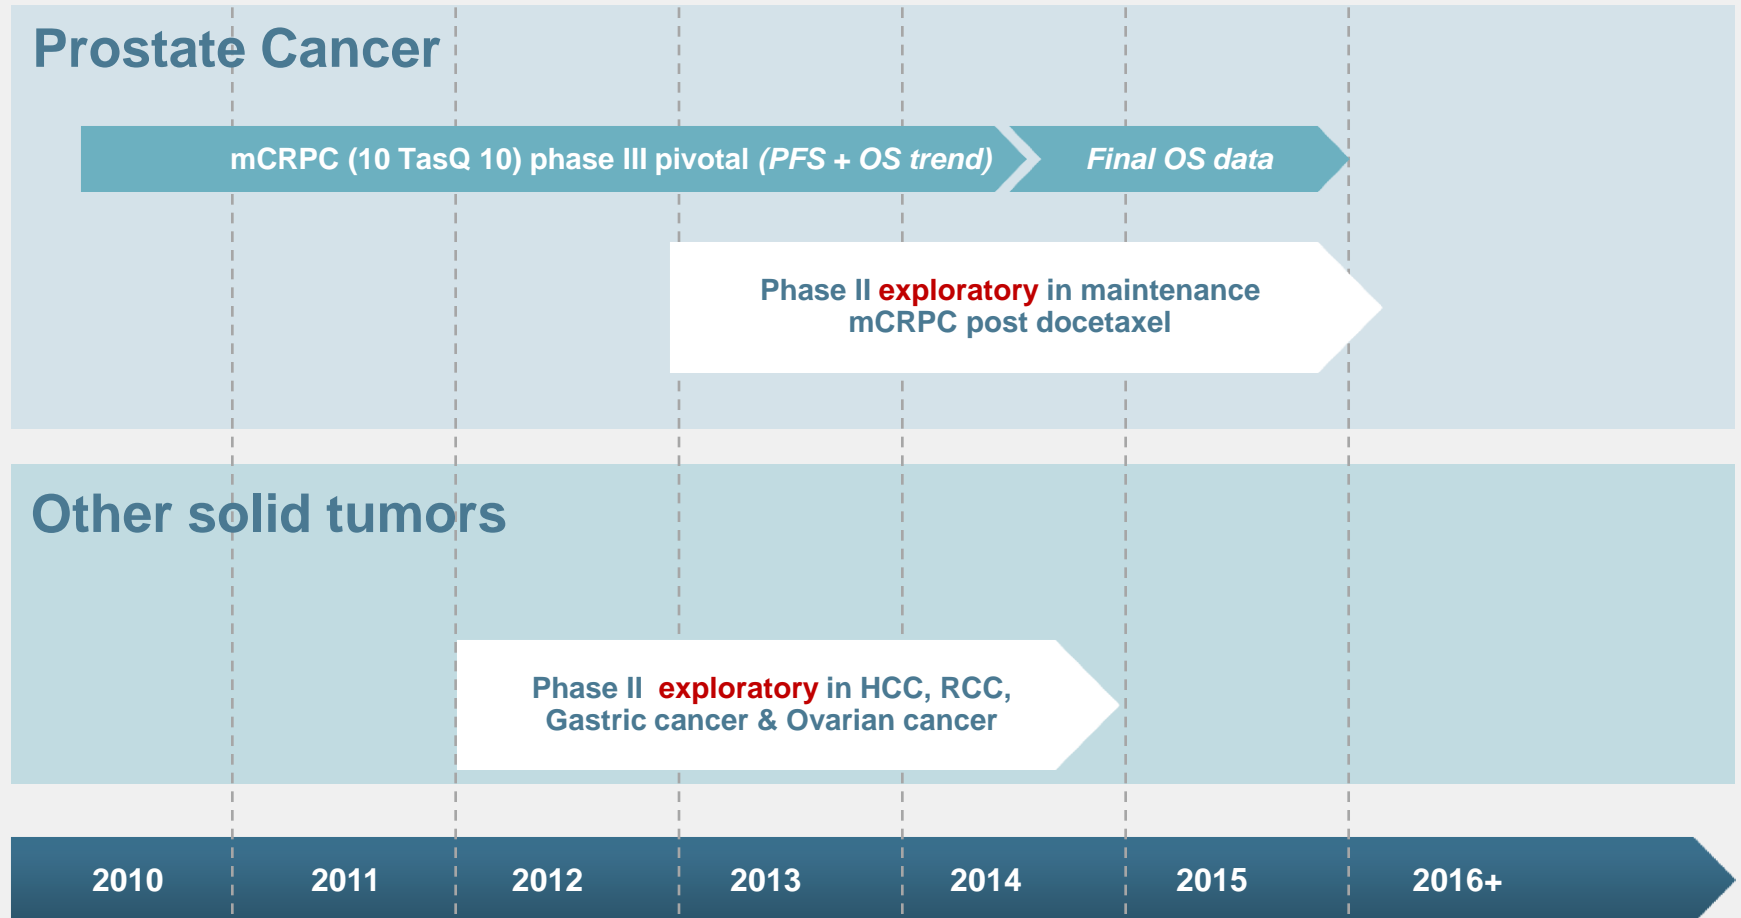 Prostate Cancer
mCRPC (10 TasQ 10) phase III pivotal (PFS + OS trend)
Final OS data
Phase II exploratory in maintenance
mCRPC post docetaxel
Other solid tumors
Phase II exploratory in HCC, RCC,
Gastric cancer & Ovarian cancer
2010 2011 2012 2013 2014 2015 2016+